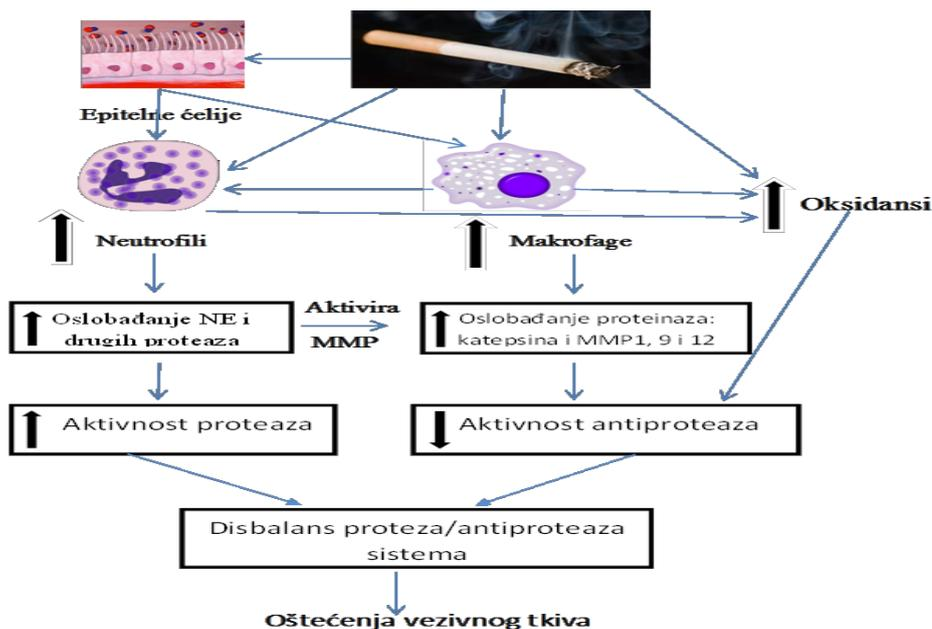 Epitelne ćelije
Oksidansi
Neutrofili
Makrofage
Oslobađanje NE i
drugih proteaza
Aktivira
MMP
Oslobađanje proteinaza:
katepsina i MMP1, 9 i 12
Aktivnost proteaza
Aktivnost antiproteaza
Disbalans proteza/antiproteaza
sistema
Oštećenja vezivnog tkiva